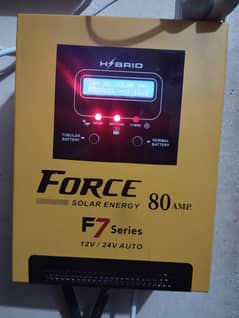 HYBRID
TUBULAR
BATTERY
NORMAL
BATTERY
FORCE
SOLAR ENERGY
80 AMP.
F7 Series
12V / 24V AUTO